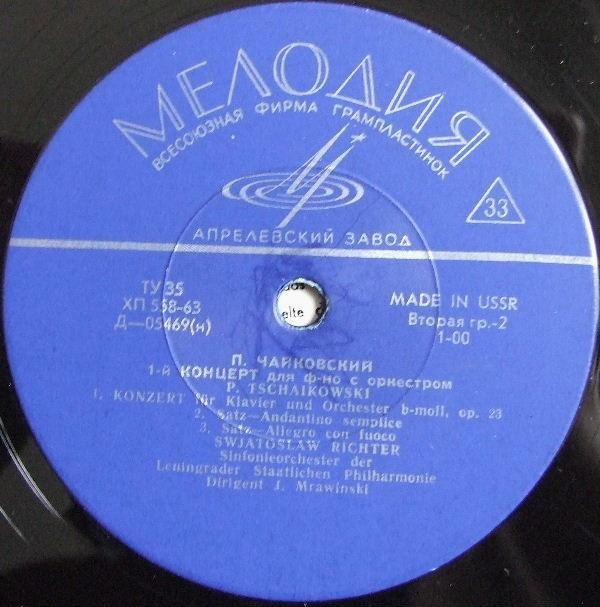 МЕЛОДИЯ
ВСЕСОЮЗНАЯ ФИРМА ГРАМПЛАСТИНОК
33
АПРЕЛЕВСКИЙ ЗАВОД
ТУ 35
ХП 558-63
Д—05469(н)
elte
MADE IN USSR
Вторая гр.-2
1-00
П. ЧАЙКОВСКИЙ
1-й КОНЦЕРТ для ф-но с оркестром
P. TSCHAIKOWSKI
1. KONZERT für Klavier und Orchester b-moll, op. 23
2. Satz—Andantino semplice
3. Satz—Allegro con fuoco
SWJATOSLAW RICHTER
Sinfonieorchester der
Leningrader Staatlichen Philharmonie
Dirigent J. Mrawinski